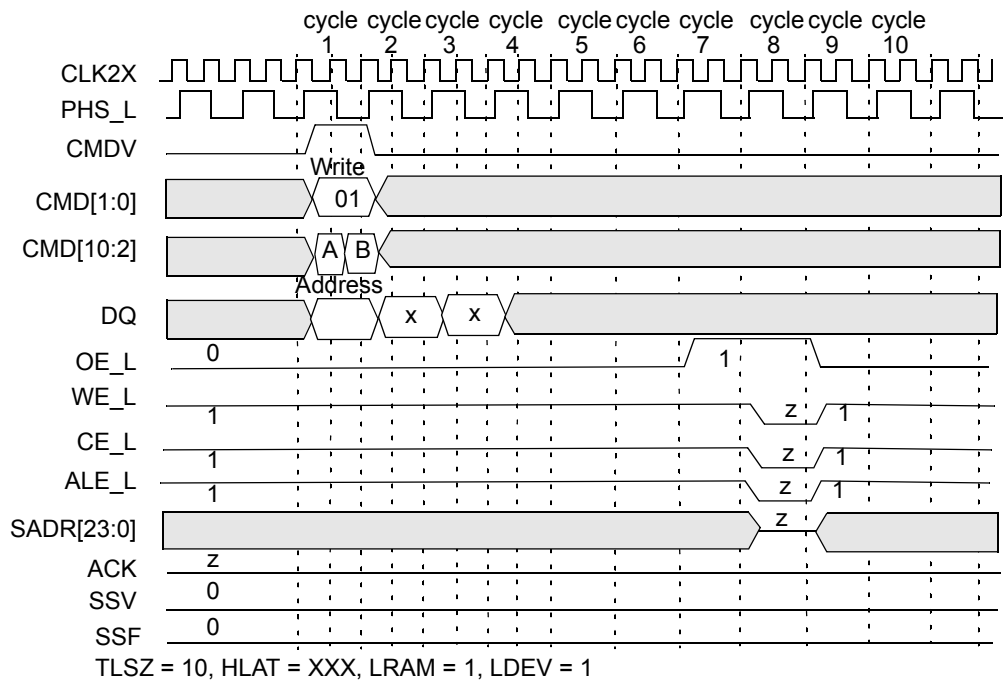 cycle cycle cycle cycle cycle cycle cycle cycle cycle cycle
1 2 3 4 5 6 7 8 9 10
CLK2X
PHS_L
CMDV
Write
CMD[1:0] 01
CMD[10:2] A B
Address
DQ x x
OE_L 0 1
WE_L 1 z 1
CE_L 1 z 1
ALE_L 1 z 1
SADR[23:0] z
ACK z
SSV 0
SSF 0
TLSZ = 10, HLAT = XXX, LRAM = 1, LDEV = 1